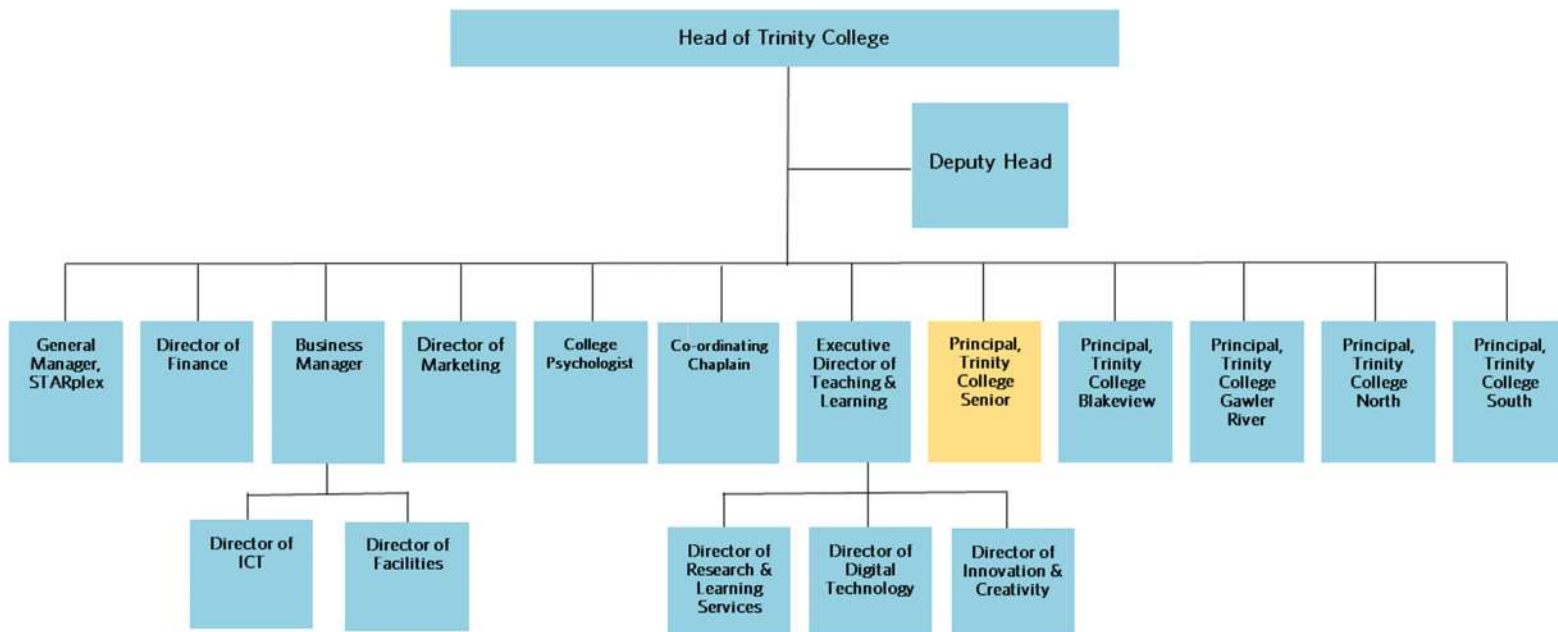 Head of Trinity College
Deputy Head
General
Manager,
STARplex
Director of
Finance
Business
Manager
Director of
Marketing
College
Psychologist
Co-ordinating
Chaplain
Executive
Director of
Teaching &
Learning
Principal,
Trinity
College
Senior
Principal,
Trinity
College
Blakeview
Principal,
Trinity
College
Gawler
River
Principal,
Trinity
College
North
Principal,
Trinity
College
South
Director of
ICT
Director of
Facilities
Director of
Research &
Learning
Services
Director of
Digital
Technology
Director of
Innovation &
Creativity